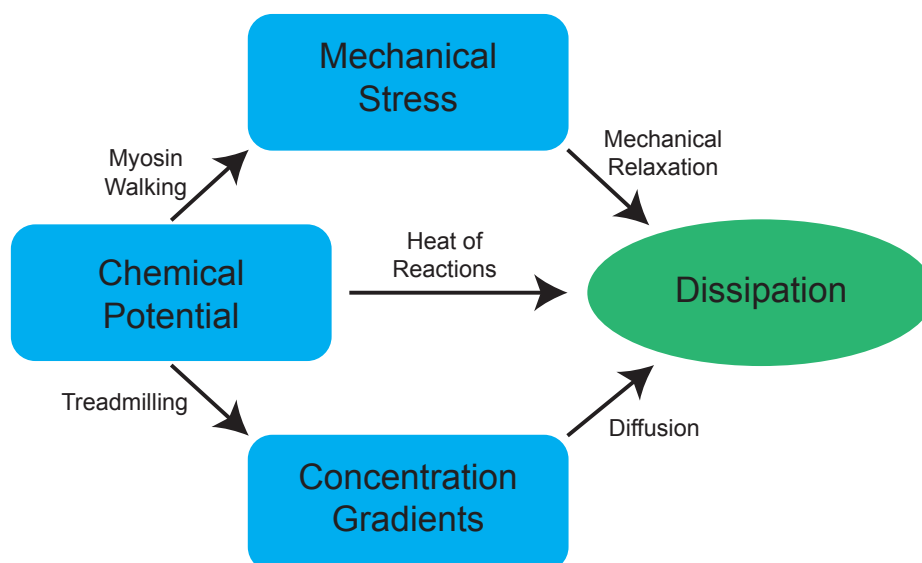 Mechanical
Stress
Myosin
Walking
Mechanical
Relaxation
Chemical
Potential
Heat of
Reactions
Dissipation
Treadmilling
Diffusion
Concentration
Gradients